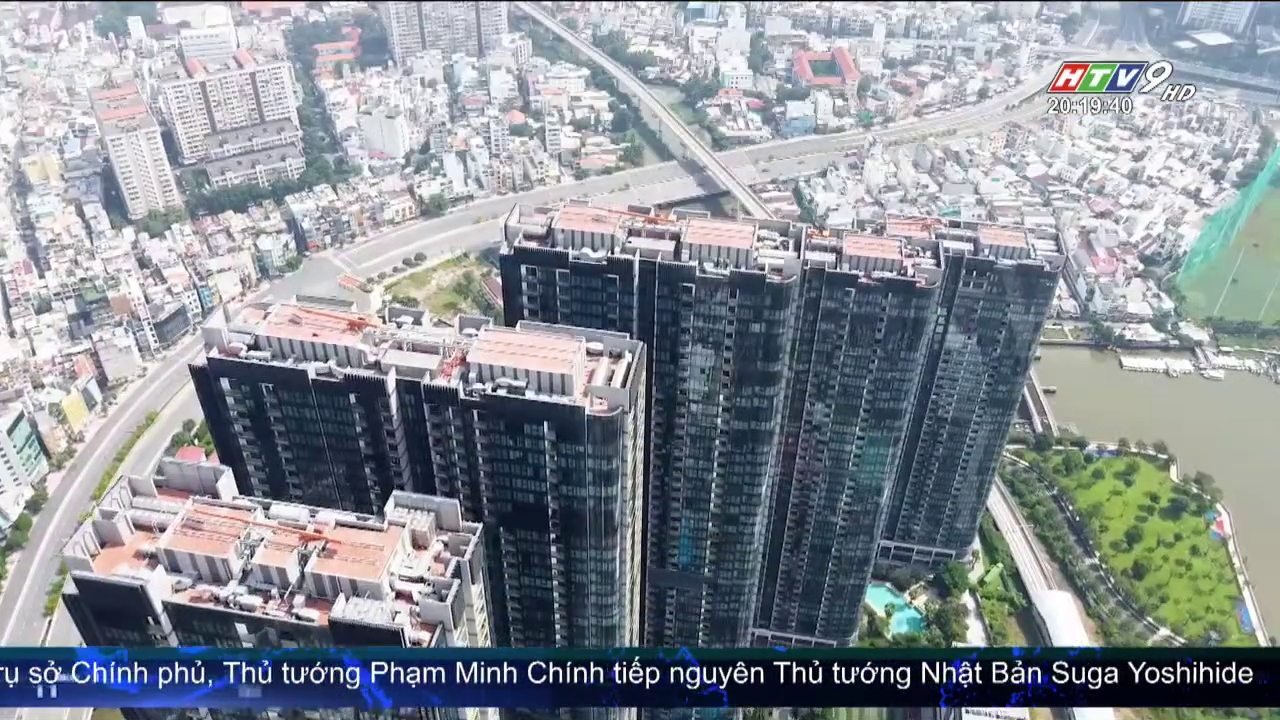 HTV9 HD
20:19:40
rụ sở Chính phủ, Thủ tướng Phạm Minh Chính tiếp nguyên Thủ tướng Nhật Bản Suga Yoshihide